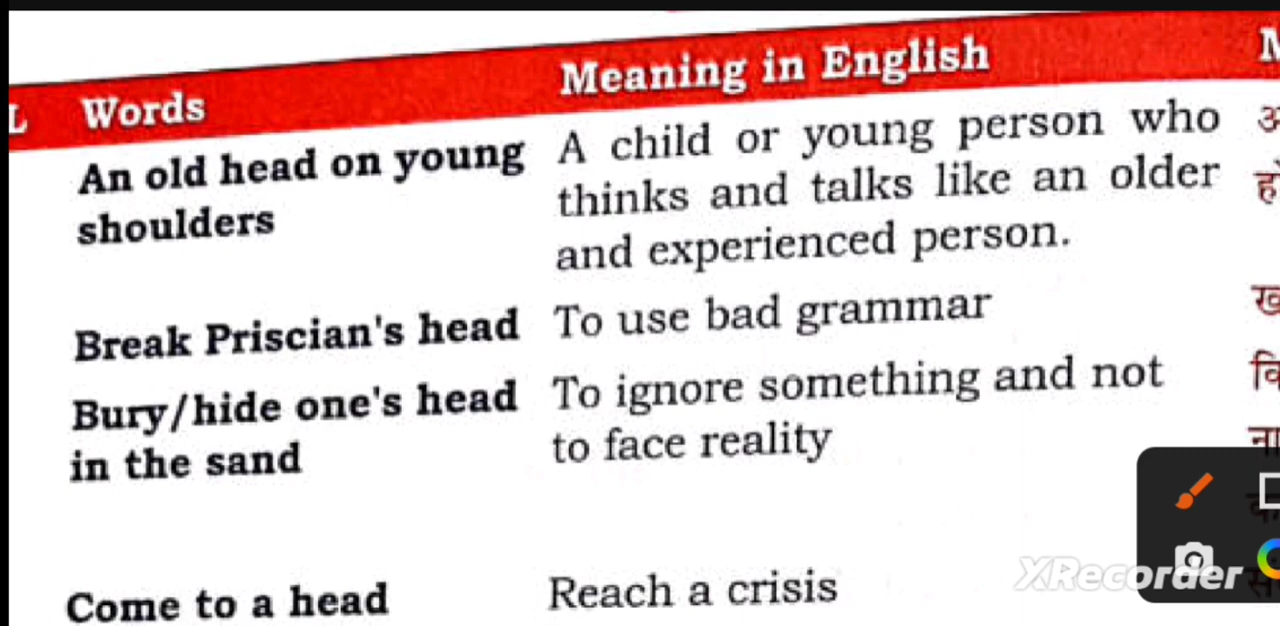 Words Meaning in English
An old head on young shoulders
A child or young person who
thinks and talks like an older
and experienced person.
Break Priscian's head To use bad grammar
Bury/hide one's head
in the sand
To ignore something and not
to face reality
Come to a head Reach a crisis
XRecorder